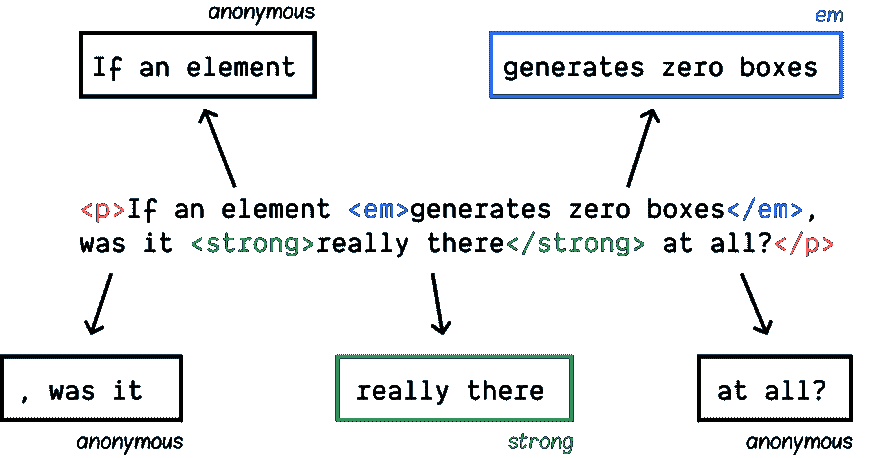 anonymous
em
If an element
generates zero boxes
<p>If an element <em>generates zero boxes</em>,
was it <strong>really there</strong> at all?</p>
, was it
really there
at all?
anonymous
strong
anonymous